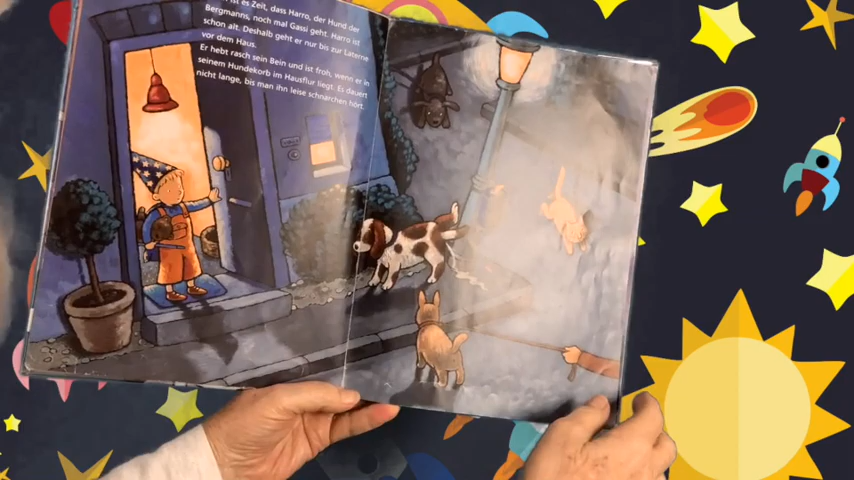 ist es Zeit, dass Harro, der Hund der
Bergmanns, noch mal Gassi geht. Harro ist
schon alt. Deshalb geht er nur bis zur Laterne
vor dem Haus.
Er hebt rasch sein Bein und ist froh, wenn er in
seinem Hundekorb im Hausflur liegt. Es dauert
nicht lange, bis man ihn leise schnarchen hört.